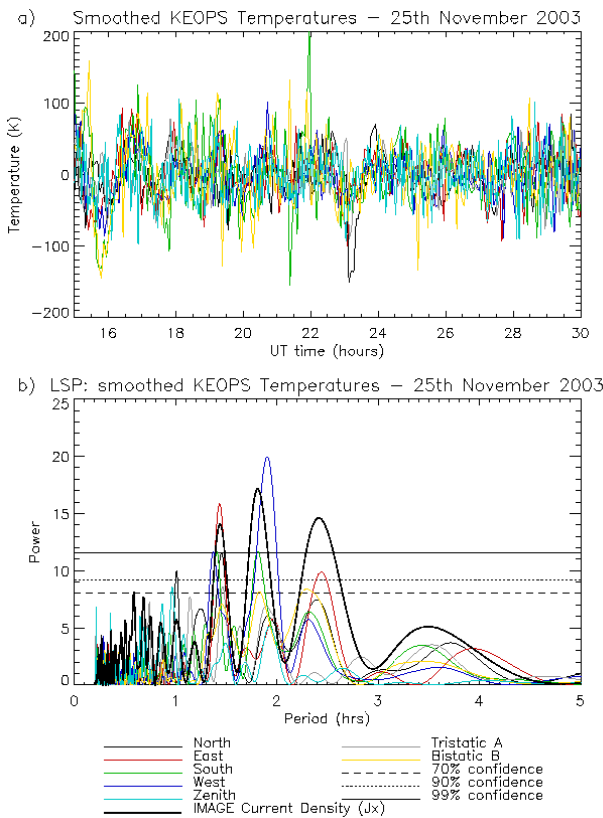 a) Smoothed KEOPS Temperatures – 25th November 2003
200
100
0
-100
-200
Temperature (K)
16 18 20 22 24 26 28 30
UT time (hours)
b) LSP: smoothed KEOPS Temperatures – 25th November 2003
25
20
15
10
5
0
Power
0 1 2 3 4 5
Period (hrs)
North
East
South
West
Zenith
IMAGE Current Density (Jx)
Tristatic A
Bistatic B
70% confidence
90% confidence
99% confidence